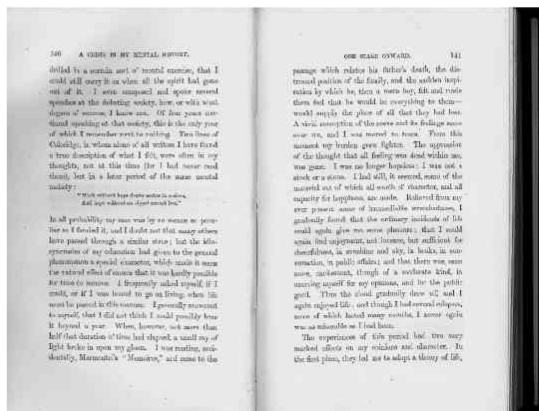 140 A CRISIS IN MY MENTAL HISTORY.
drilled in a certain sort of mental exercise, that I
could still carry it on when all the spirit had gone
out of it. I even composed and spoke several
speeches at the debating society, how, or with what
degree of success, I know not. Of four years con-
tinual speaking at that society, this is the only year
of which I remember next to nothing. Two lines of
Coleridge, in whom alone of all writers I have found
a true description of what I felt, were often in my
thoughts, not at this time (for I had never read
them), but in a later period of the same mental
malady:
"Work without hope draws nectar in a sieve,
And hope without an object cannot live."
In all probability my case was by no means so pecu-
liar as I fancied it, and I doubt not that many others
have passed through a similar state; but the idio-
syncrasies of my education had given to the general
phenomenon a special character, which made it seem
the natural effect of causes that it was hardly possible
for time to remove. I frequently asked myself, if I
could, or if I was bound to go on living, when life
must be passed in this manner. I generally answered
to myself, that I did not think I could possibly bear
it beyond a year. When, however, not more than
half that duration of time had elapsed, a small ray of
light broke in upon my gloom. I was reading, acci-
dentally, Marmontel's "Memoires," and came to the
ONE STAGE ONWARD. 141
passage which relates his father's death, the dis-
tressed position of the family, and the sudden inspi-
ration by which he, then a mere boy, felt and made
them feel that he would be everything to them—
would supply the place of all that they had lost.
A vivid conception of the scene and its feelings came
over me, and I was moved to tears. From this
moment my burden grew lighter. The oppression
of the thought that all feeling was dead within me,
was gone. I was no longer hopeless: I was not a
stock or a stone. I had still, it seemed, some of the
material out of which all worth of character, and all
capacity for happiness, are made. Relieved from my
ever present sense of irremediable wretchedness, I
gradually found that the ordinary incidents of life
could again give me some pleasure; that I could
again find enjoyment, not intense, but sufficient for
cheerfulness, in sunshine and sky, in books, in con-
versation, in public affairs; and that there was, once
more, excitement, though of a moderate kind, in
exerting myself for my opinions, and for the public
good. Thus the cloud gradually drew off, and I
again enjoyed life: and though I had several relapses,
some of which lasted many months, I never again
was as miserable as I had been.
The experiences of this period had two very
marked effects on my opinions and character. In
the first place, they led me to adopt a theory of life,